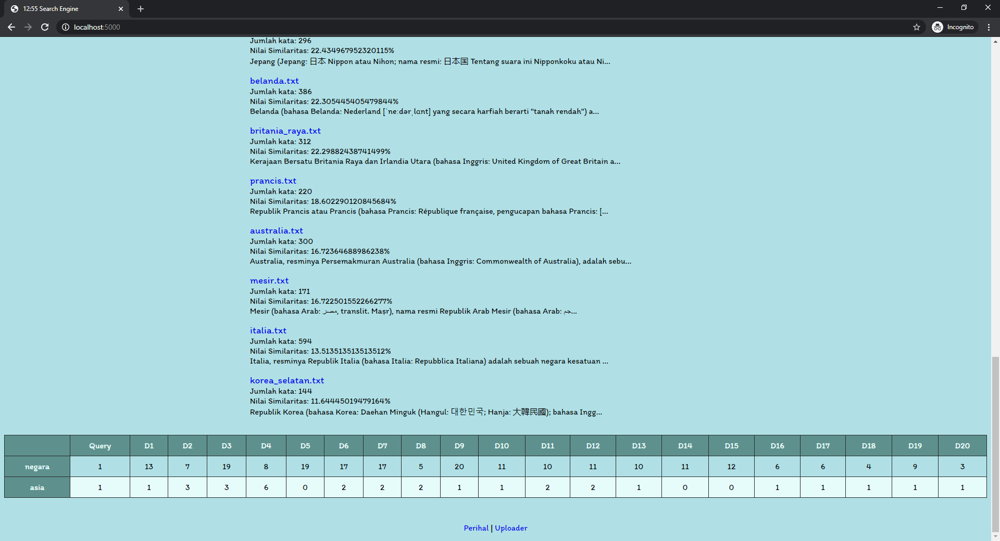 12:55 Search Engine
localhost:5000
Incognito
Jumlah kata: 296
Nilai Similaritas: 22.434967952320115%
Jepang (Jepang: 日本 Nippon atau Nihon; nama resmi: 日本国 Tentang suara ini Nipponkoku atau Ni...
belanda.txt
Jumlah kata: 386
Nilai Similaritas: 22.305445405479844%
Belanda (bahasa Belanda: Nederland [ˈneːdərˌlɑnt] yang secara harfiah berarti "tanah rendah") a...
britania_raya.txt
Jumlah kata: 312
Nilai Similaritas: 22.29882438741499%
Kerajaan Bersatu Britania Raya dan Irlandia Utara (bahasa Inggris: United Kingdom of Great Britain a...
prancis.txt
Jumlah kata: 220
Nilai Similaritas: 18.602290120845684%
Republik Prancis atau Prancis (bahasa Prancis: République française, pengucapan bahasa Prancis: [...
australia.txt
Jumlah kata: 300
Nilai Similaritas: 16.72364688986238%
Australia, resminya Persemakmuran Australia (bahasa Inggris: Commonwealth of Australia), adalah sebu...
mesir.txt
Jumlah kata: 171
Nilai Similaritas: 16.722501552266277%
Mesir (bahasa Arab: مصر, translit. Maṣr), nama resmi Republik Arab Mesir (bahasa Arab: جم...
italia.txt
Jumlah kata: 594
Nilai Similaritas: 13.513513513513512%
Italia, resminya Republik Italia (bahasa Italia: Repubblica Italiana) adalah sebuah negara kesatuan ...
korea_selatan.txt
Jumlah kata: 144
Nilai Similaritas: 11.64445019479164%
Republik Korea (bahasa Korea: Daehan Minguk (Hangul: 대한민국; Hanja: 大韓民國); bahasa Ingg...
Query D1 D2 D3 D4 D5 D6 D7 D8 D9 D10 D11 D12 D13 D14 D15 D16 D17 D18 D19 D20
negara 1 13 7 19 8 19 17 17 5 20 11 10 11 10 11 12 6 6 4 9 3
asia 1 1 3 3 6 0 2 2 2 1 1 2 2 1 0 0 1 1 1 1 1
Perihal | Uploader